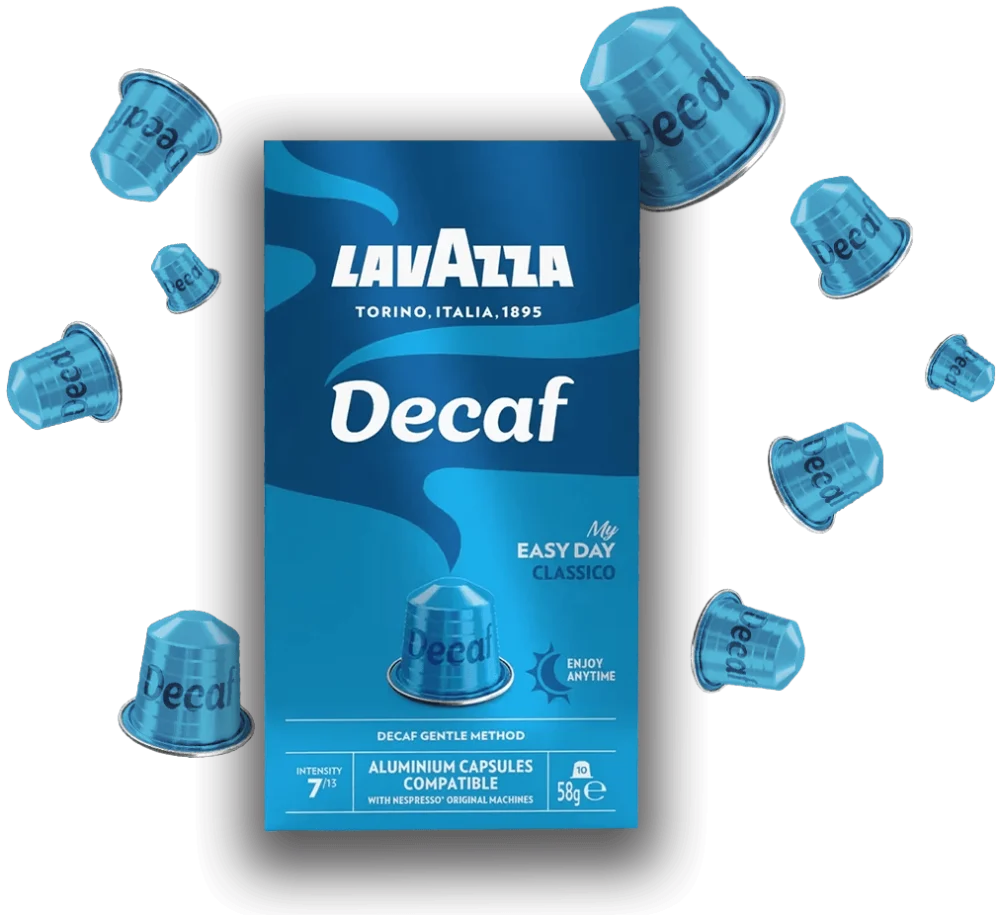 LAVAZZA
TORINO, ITALIA, 1895
Decaf
My
EASY DAY
CLASSICO
Decaf
ENJOY
ANYTIME
DECAF GENTLE METHOD
INTENSITY
7/13
ALUMINIUM CAPSULES
COMPATIBLE
WITH NESPRESSO* ORIGINAL MACHINES
10
58g ℮
Decaf
Decaf
Decaf
Decaf
Decaf
Decaf
Decaf
Decaf
Decaf